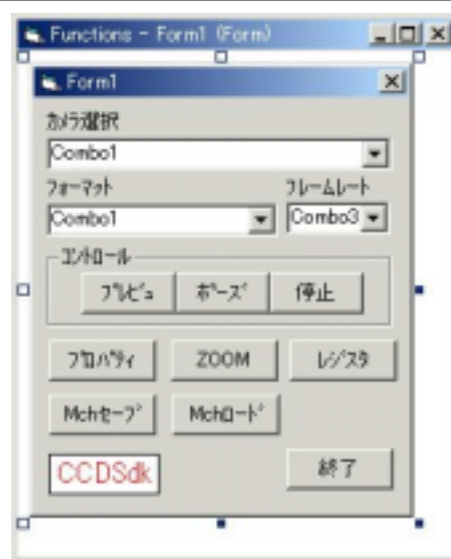 Functions - Form1 (Form)
Form1
ｶﾒﾗ選択
Combo1
ﾌｫｰﾏｯﾄ ﾌﾚｰﾑﾚｰﾄ
Combo1 Combo3
ｺﾝﾄﾛｰﾙ
ﾌﾟﾚﾋﾞｭ ﾎﾟｰｽﾞ 停止
ﾌﾟﾛﾊﾟﾃｨ ZOOM ﾚｼﾞｽﾀ
Mchｾｰﾌﾞ Mchﾛｰﾄﾞ
CCDSdk 終了